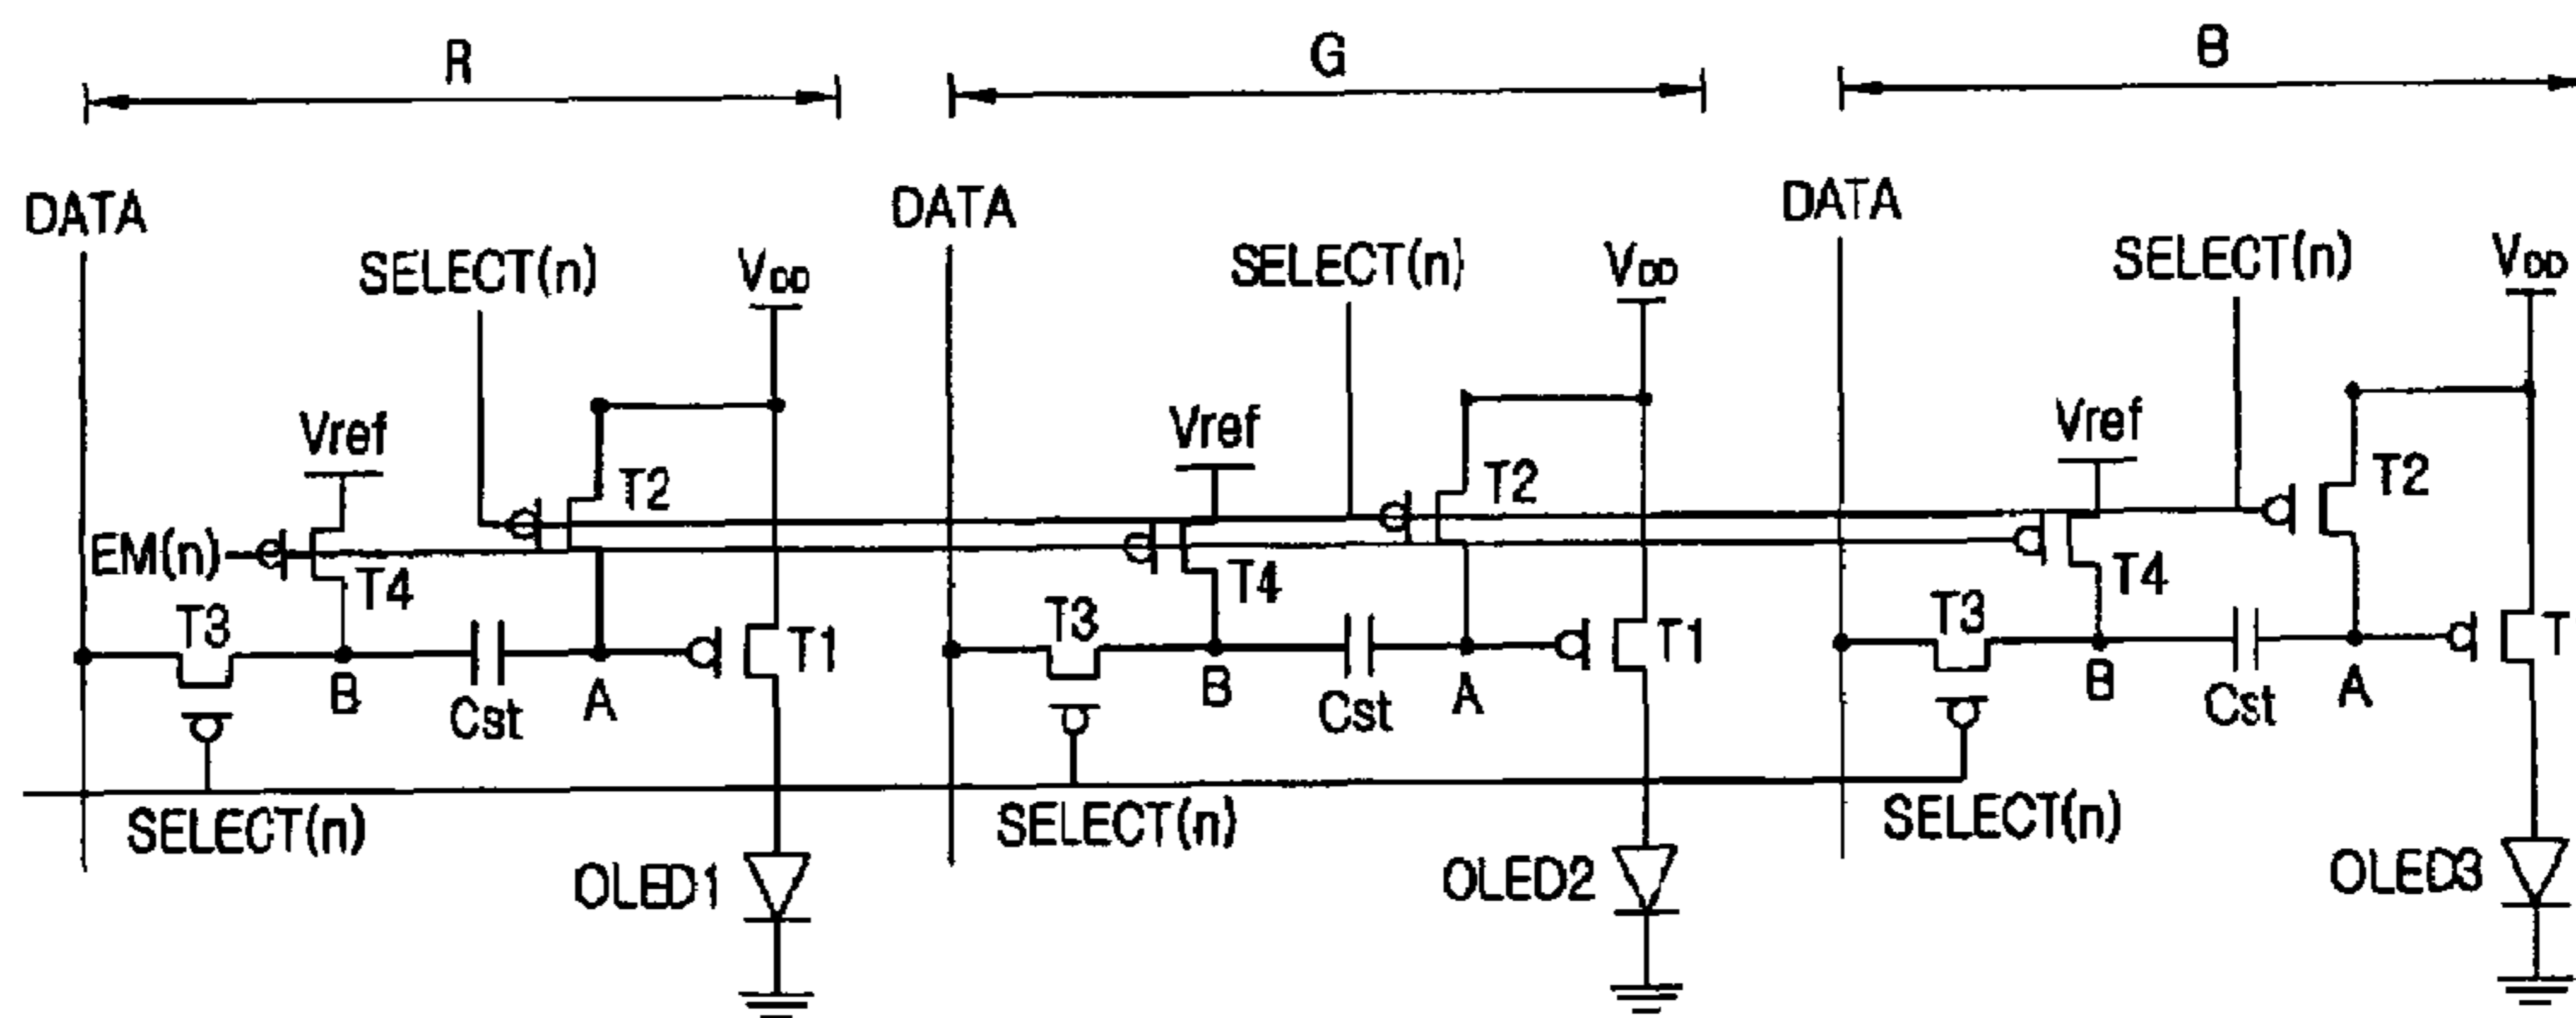 R G B
DATA DATA DATA
SELECT(n) VDD SELECT(n) VDD SELECT(n) VDD
Vref Vref Vref
T2 T2 T2
EM(n) T4 T4 T4
T3 T1 T3 T1 T3 T
B Cst A B Cst A B Cst A
SELECT(n) SELECT(n) SELECT(n)
OLED1 OLED2 OLED3